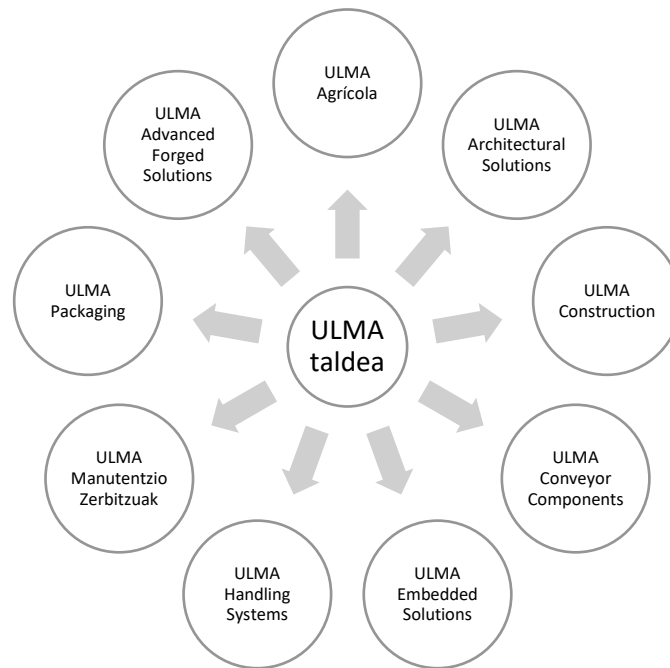 ULMA
Agrícola
ULMA
Architectural
Solutions
ULMA
Construction
ULMA
Conveyor
Components
ULMA
Embedded
Solutions
ULMA
Handling
Systems
ULMA
Manutentzio
Zerbitzuak
ULMA
Packaging
ULMA
Advanced
Forged
Solutions
ULMA
taldea